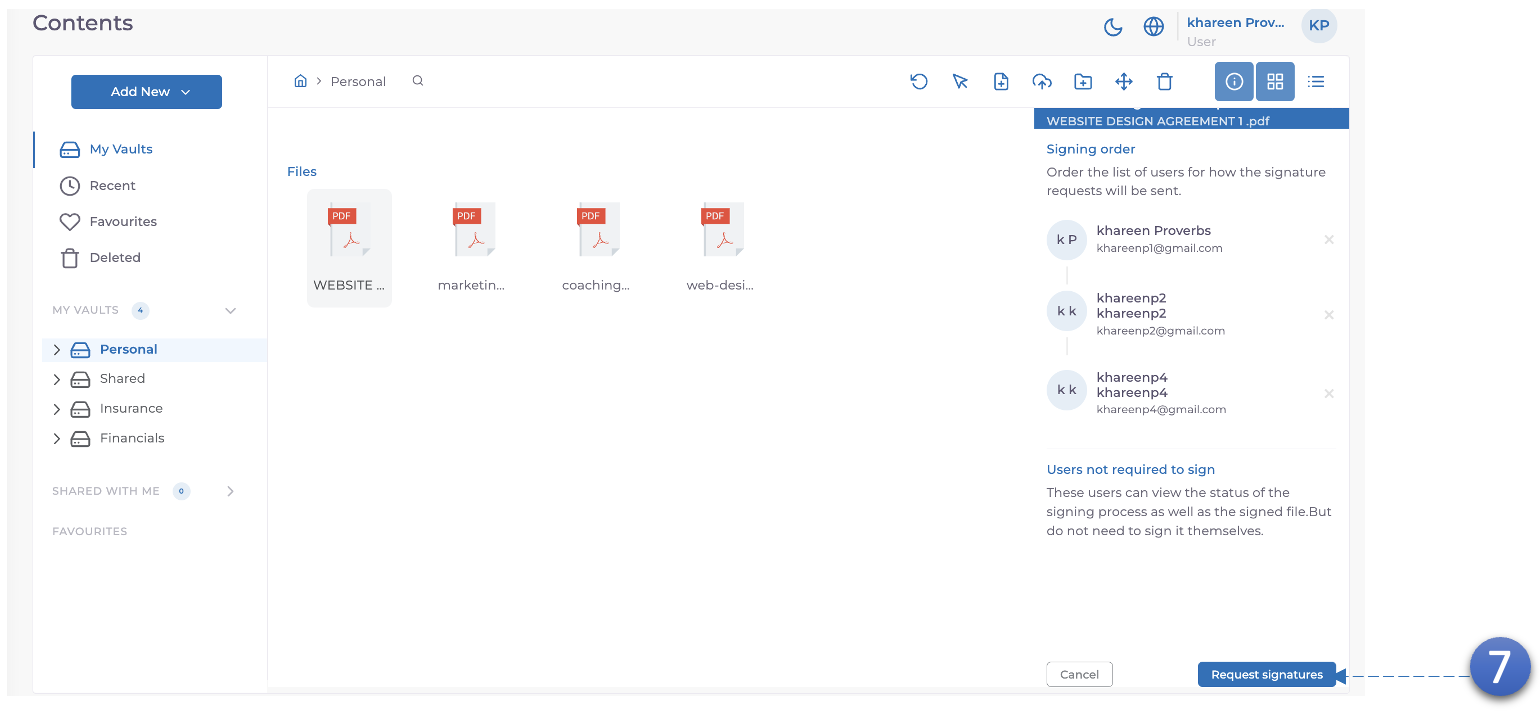 Contents
khareen Prov...
User
KP
Add New
Personal
My Vaults
Recent
Favourites
Deleted
MY VAULTS 4
Personal
Shared
Insurance
Financials
SHARED WITH ME 0
FAVOURITES
Files
PDF
WEBSITE ...
PDF
marketin...
PDF
coaching...
PDF
web-desi...
WEBSITE DESIGN AGREEMENT 1 .pdf
Signing order
Order the list of users for how the signature
requests will be sent.
k P
khareen Proverbs
khareenp1@gmail.com
k k
khareenp2
khareenp2
khareenp2@gmail.com
k k
khareenp4
khareenp4
khareenp4@gmail.com
Users not required to sign
These users can view the status of the
signing process as well as the signed file.But
do not need to sign it themselves.
Cancel
Request signatures
7